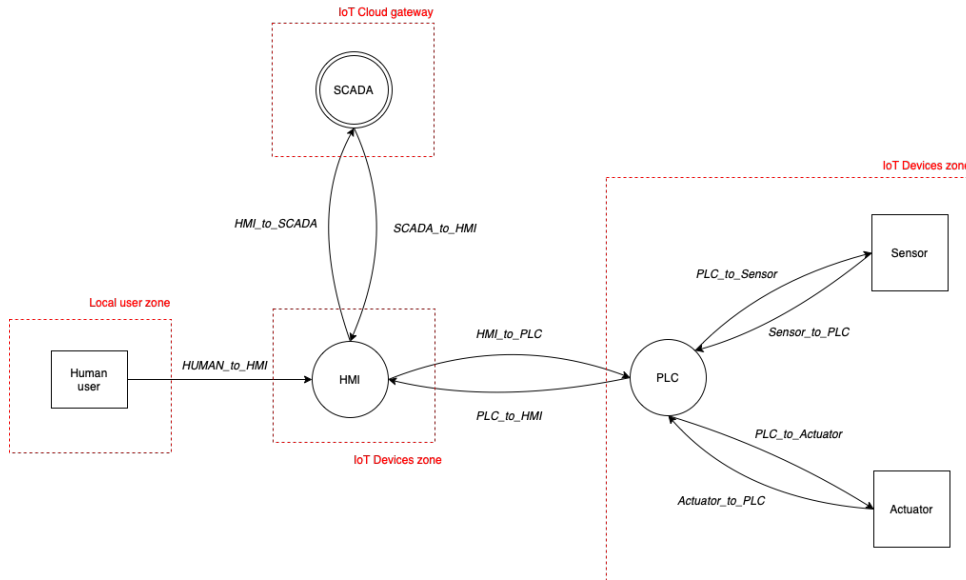 IoT Cloud gateway
SCADA
IoT Devices zone
HMI_to_SCADA
SCADA_to_HMI
Sensor
PLC_to_Sensor
Local user zone
Sensor_to_PLC
HMI_to_PLC
HUMAN_to_HMI
Human
user
HMI
PLC
PLC_to_HMI
PLC_to_Actuator
IoT Devices zone
Actuator_to_PLC
Actuator